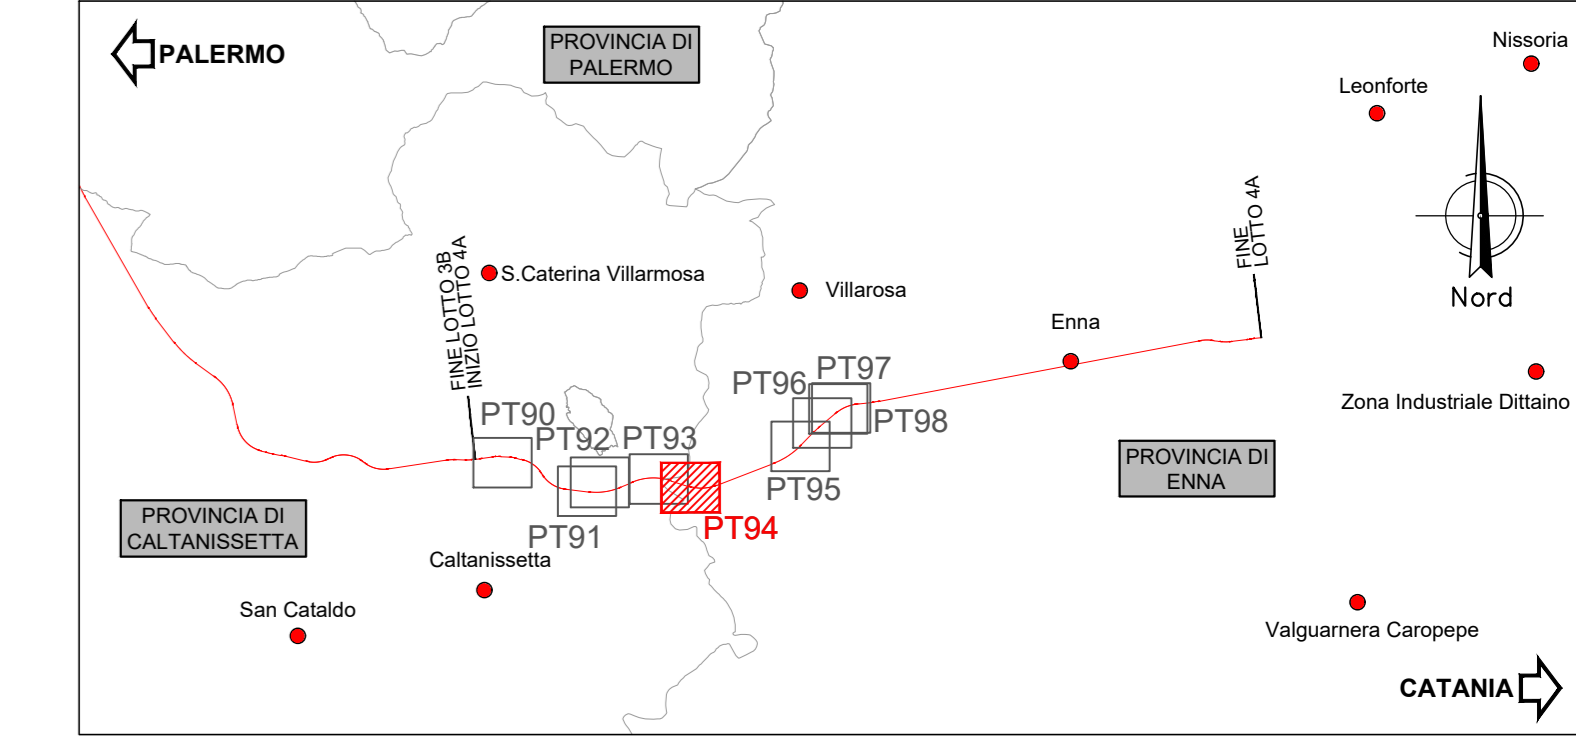 PALERMO
PROVINCIA DI
PALERMO
Nissoria
Leonforte
Nord
FINE LOTTO 3B
INIZIO LOTTO 4A
S.Caterina Villarmosa
Villarosa
FINE
LOTTO 4A
Enna
Zona Industriale Dittaino
PT90
PT92
PT93
PT96
PT97
PT98
PT95
PT91
PT94
PROVINCIA DI
ENNA
PROVINCIA DI
CALTANISSETTA
Caltanissetta
San Cataldo
Valguarnera Caropepe
CATANIA